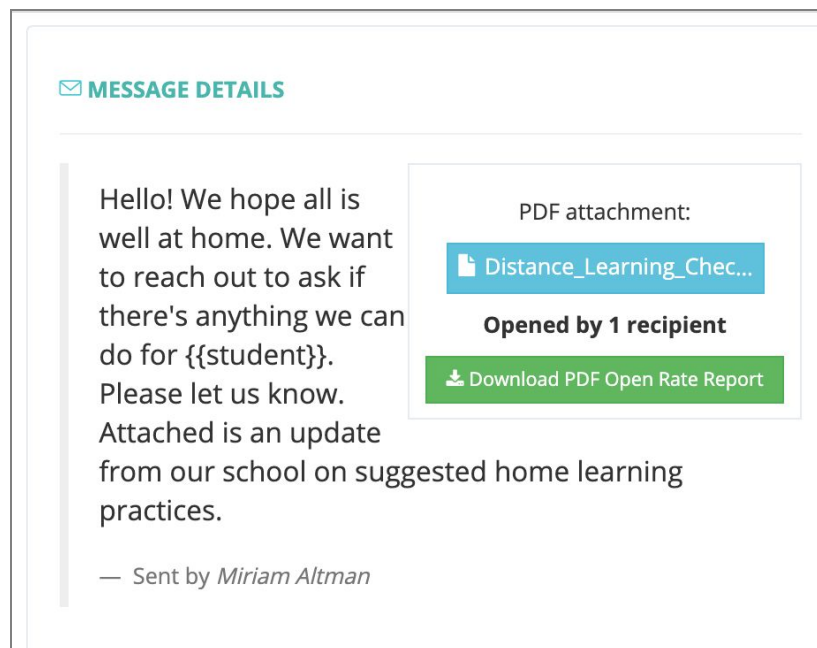 MESSAGE DETAILS
Hello! We hope all is
well at home. We want
to reach out to ask if
there's anything we can
do for {{student}}.
Please let us know.
Attached is an update
from our school on suggested home learning
practices.
— Sent by Miriam Altman
PDF attachment:
Distance_Learning_Chec...
Opened by 1 recipient
Download PDF Open Rate Report